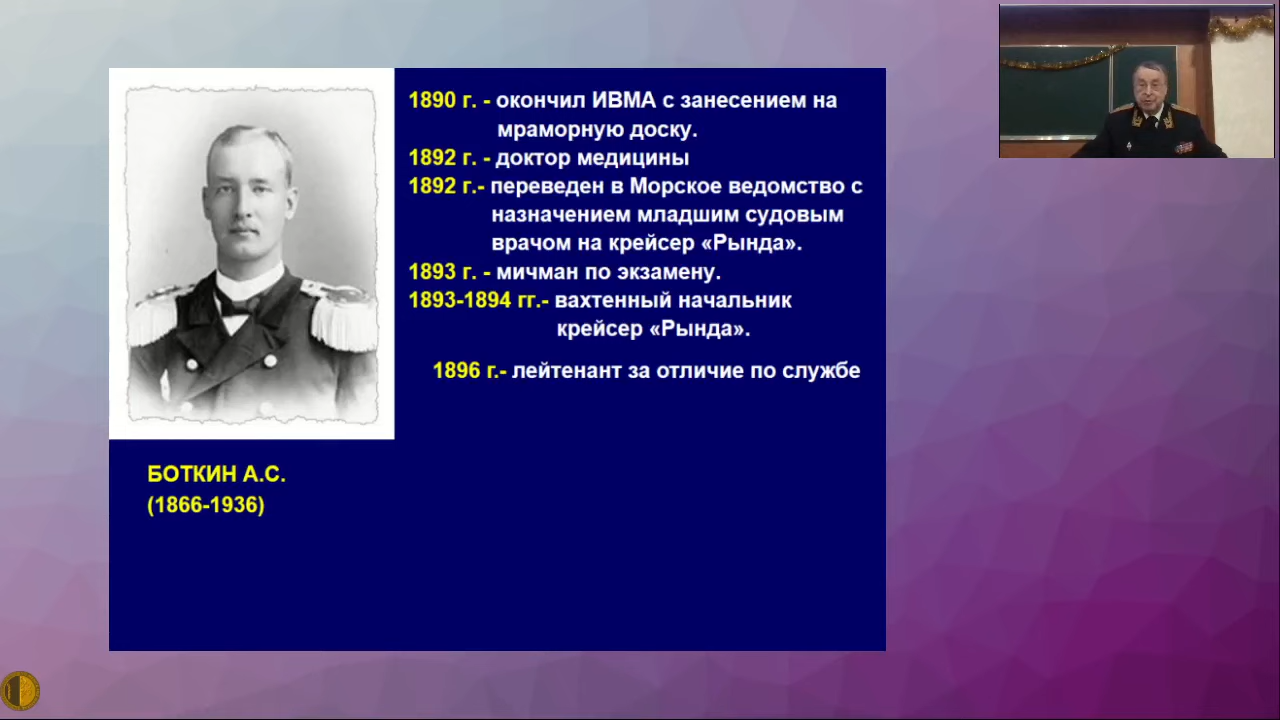 1890 г. - окончил ИВМА с занесением на
мраморную доску.
1892 г. - доктор медицины
1892 г.- переведен в Морское ведомство с
назначением младшим судовым
врачом на крейсер «Рында».
1893 г. - мичман по экзамену.
1893-1894 гг.- вахтенный начальник
крейсер «Рында».
1896 г.- лейтенант за отличие по службе
БОТКИН А.С.
(1866-1936)